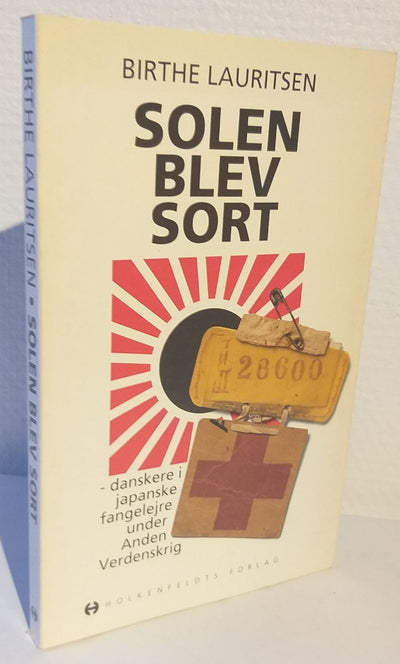 BIRTHE LAURITSEN
SOLEN
BLEV
SORT
28600
- danskere i
japanske
fangelejre
under
Anden
Verdenskrig
HOLKENFELDTS FORLAG
BIRTHE LAURITSEN • SOLEN BLEV SORT